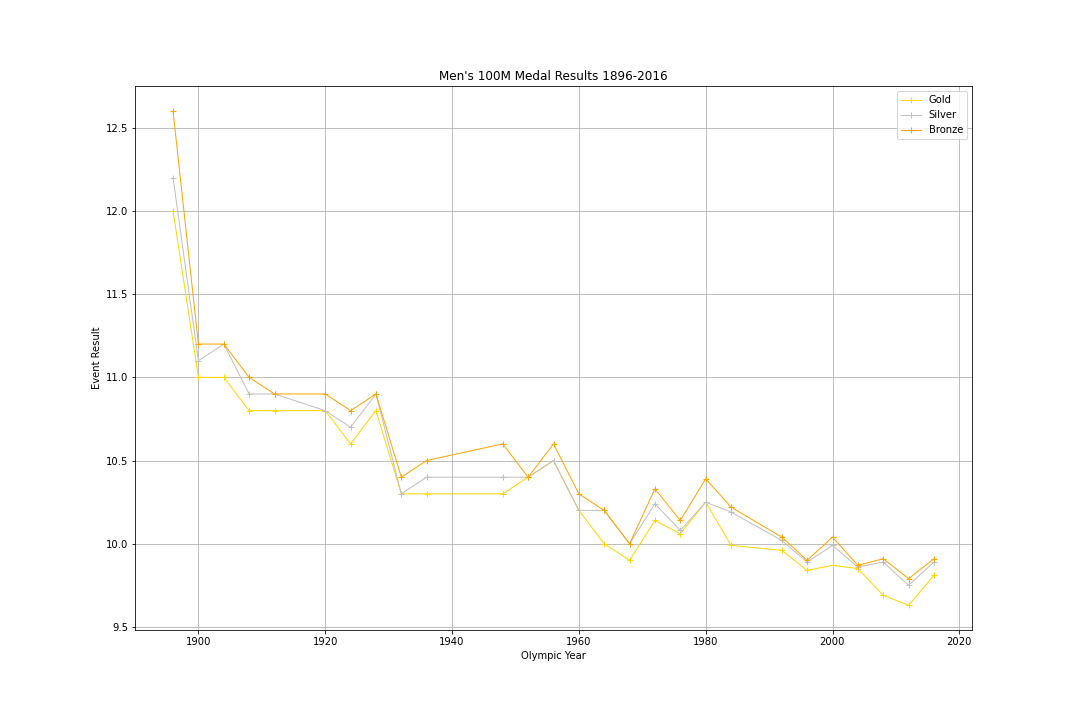 Men's 100M Medal Results 1896-2016
Gold
Silver
Bronze
12.5
12.0
11.5
11.0
10.5
10.0
9.5
Event Result
1900 1920 1940 1960 1980 2000 2020
Olympic Year